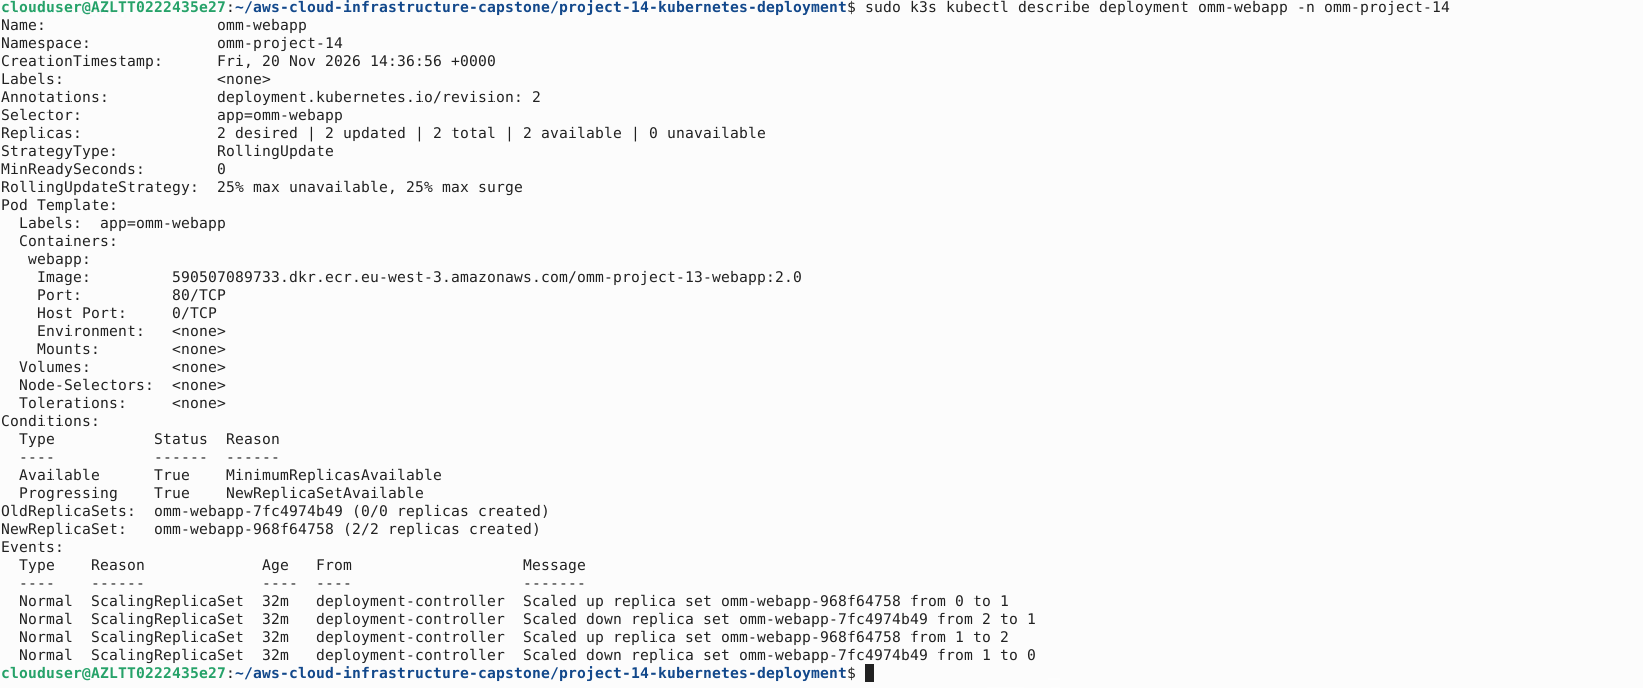 clouduser@AZLTT0222435e27:~/aws-cloud-infrastructure-capstone/project-14-kubernetes-deployment$ sudo k3s kubectl describe deployment omm-webapp -n omm-project-14
Name:                   omm-webapp
Namespace:              omm-project-14
CreationTimestamp:      Fri, 20 Nov 2026 14:36:56 +0000
Labels:                 <none>
Annotations:            deployment.kubernetes.io/revision: 2
Selector:               app=omm-webapp
Replicas:               2 desired | 2 updated | 2 total | 2 available | 0 unavailable
StrategyType:           RollingUpdate
MinReadySeconds:        0
RollingUpdateStrategy:  25% max unavailable, 25% max surge
Pod Template:
  Labels:  app=omm-webapp
  Containers:
   webapp:
    Image:         590507089733.dkr.ecr.eu-west-3.amazonaws.com/omm-project-13-webapp:2.0
    Port:          80/TCP
    Host Port:     0/TCP
    Environment:   <none>
    Mounts:        <none>
  Volumes:         <none>
  Node-Selectors:  <none>
  Tolerations:     <none>
Conditions:
  Type           Status  Reason
  ----           ------  ------
  Available      True    MinimumReplicasAvailable
  Progressing    True    NewReplicaSetAvailable
OldReplicaSets:  omm-webapp-7fc4974b49 (0/0 replicas created)
NewReplicaSet:   omm-webapp-968f64758 (2/2 replicas created)
Events:
  Type    Reason             Age   From                   Message
  ----    ------             ----  ----                   -------
  Normal  ScalingReplicaSet  32m   deployment-controller  Scaled up replica set omm-webapp-968f64758 from 0 to 1
  Normal  ScalingReplicaSet  32m   deployment-controller  Scaled down replica set omm-webapp-7fc4974b49 from 2 to 1
  Normal  ScalingReplicaSet  32m   deployment-controller  Scaled up replica set omm-webapp-968f64758 from 1 to 2
  Normal  ScalingReplicaSet  32m   deployment-controller  Scaled down replica set omm-webapp-7fc4974b49 from 1 to 0
clouduser@AZLTT0222435e27:~/aws-cloud-infrastructure-capstone/project-14-kubernetes-deployment$